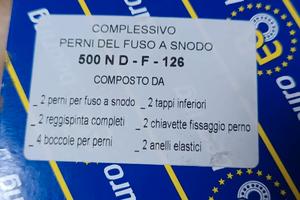 COMPLESSIVO
PERNI DEL FUSO A SNODO
500 N D - F - 126
COMPOSTO DA
_ 2 perni per fuso a snodo
_ 2 tappi inferiori
_ 2 reggispinta completi
_ 2 chiavette fissaggio perno
_ 4 boccole per perni
_ 2 anelli elastici